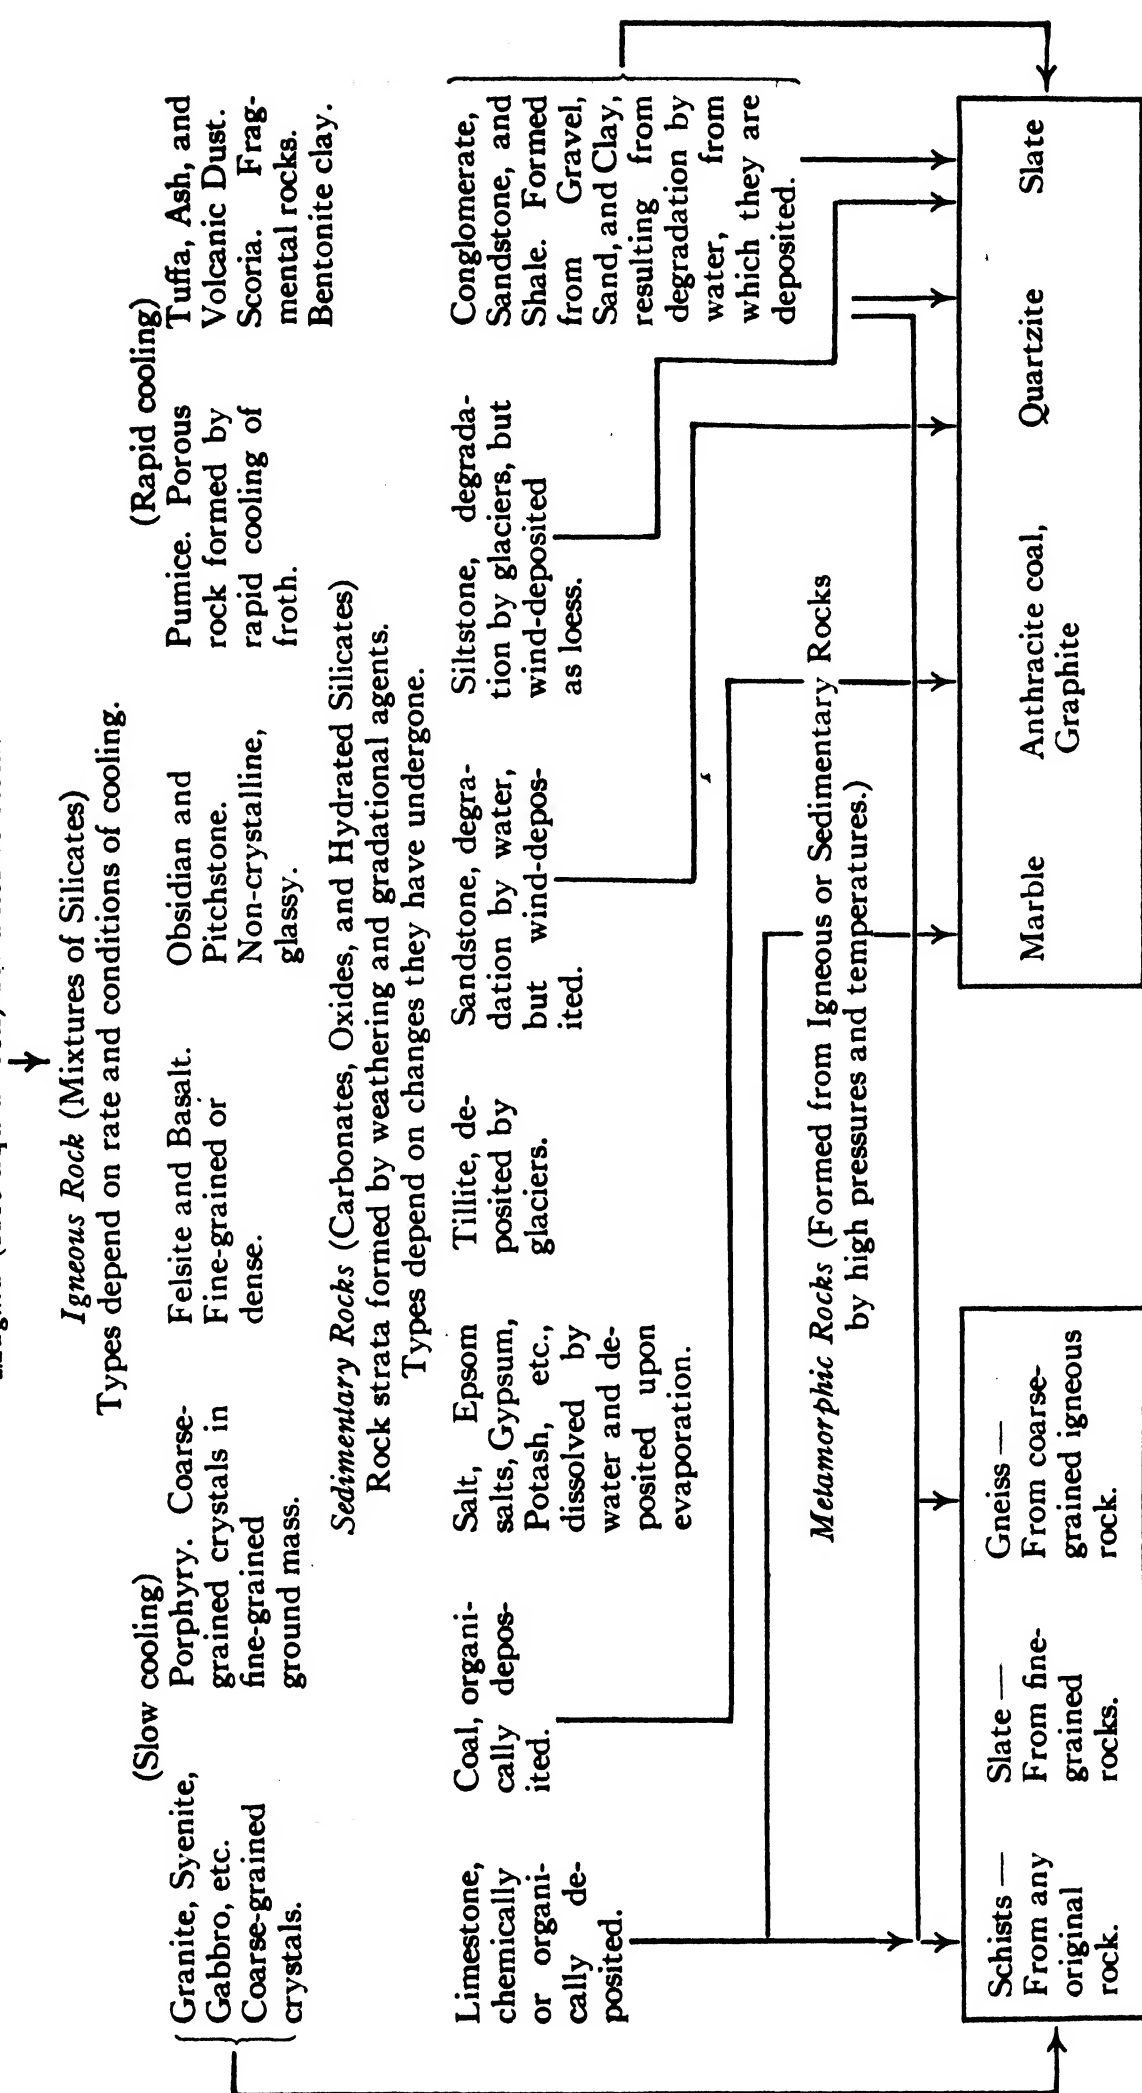 Igneous Rock (Mixtures of Silicates)
Types depend on rate and conditions of cooling.
(Slow cooling)
(Rapid cooling)
Granite, Syenite,
Gabbro, etc.
Coarse-grained
crystals.
Porphyry. Coarse-
grained crystals in
fine-grained
ground mass.
Felsite and Basalt.
Fine-grained or
dense.
Obsidian and
Pitchstone.
Non-crystalline,
glassy.
Pumice. Porous
rock formed by
rapid cooling of
froth.
Tuffa, Ash, and
Volcanic Dust.
Scoria. Frag-
mental rocks.
Bentonite clay.
Sedimentary Rocks (Carbonates, Oxides, and Hydrated Silicates)
Rock strata formed by weathering and gradational agents.
Types depend on changes they have undergone.
Limestone,
chemically
or organi-
cally de-
posited.
Coal, organi-
cally depos-
ited.
Salt, Epsom
salts, Gypsum,
Potash, etc.,
dissolved by
water and de-
posited upon
evaporation.
Tillite, de-
posited by
glaciers.
Sandstone, degra-
dation by water,
but wind-depos-
ited.
Siltstone, degrada-
tion by glaciers, but
wind-deposited
as loess.
Conglomerate,
Sandstone, and
Shale. Formed
from Gravel,
Sand, and Clay,
resulting from
degradation by
water, from
which they are
deposited.
Metamorphic Rocks (Formed from Igneous or Sedimentary Rocks
by high pressures and temperatures.)
Schists —
From any
original
rock.
Slate —
From fine-
grained
rocks.
Gneiss —
From coarse-
grained igneous
rock.
Marble
Anthracite coal,
Graphite
Quartzite
Slate